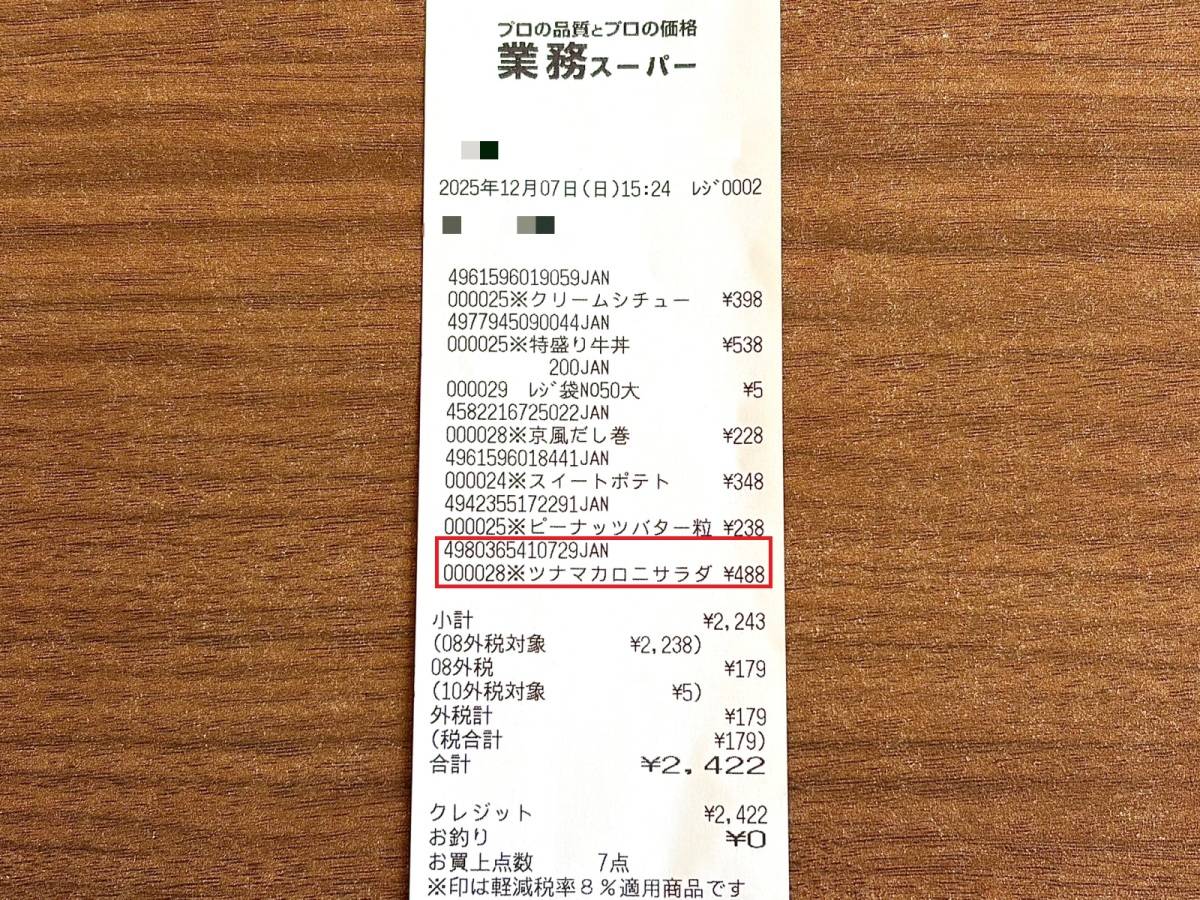 プロの品質とプロの価格
業務スーパー
2025年12月07日(日)15:24 ﾚｼﾞ0002
4961596019059JAN
000025※クリームシチュー ¥398
4977945090044JAN
000025※特盛り牛丼 ¥538
200JAN
000029 ﾚｼﾞ袋NO50大 ¥5
4582216725022JAN
000028※京風だし巻 ¥228
4961596018441JAN
000024※スイートポテト ¥348
4942355172291JAN
000025※ピーナッツバター粒 ¥238
4980365410729JAN
000028※ツナマカロニサラダ ¥488
小計 ¥2,243
(08外税対象 ¥2,238)
08外税 ¥179
(10外税対象 ¥5)
外税計 ¥179
(税合計 ¥179)
合計 ¥2,422
クレジット ¥2,422
お釣り ¥0
お買上点数 7点
※印は軽減税率８％適用商品です